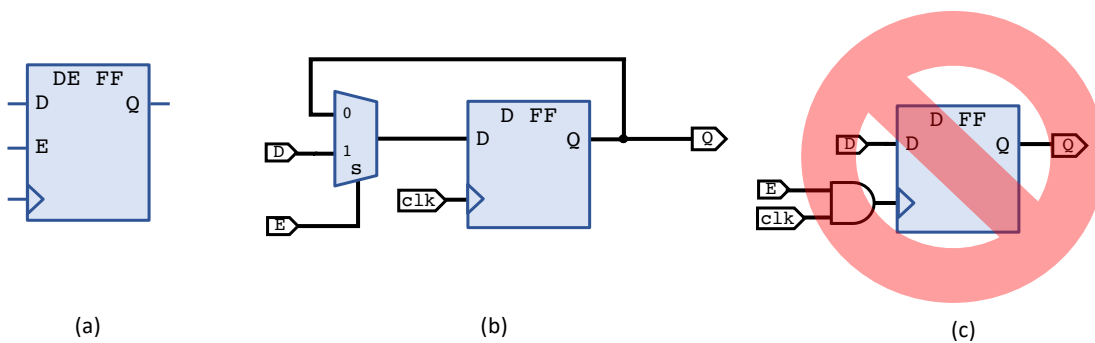 DE FF
D Q
E
(a)
0
D 1
S
E
D FF
D Q
clk
Q
(b)
D FF
D D Q Q
E
clk
(c)